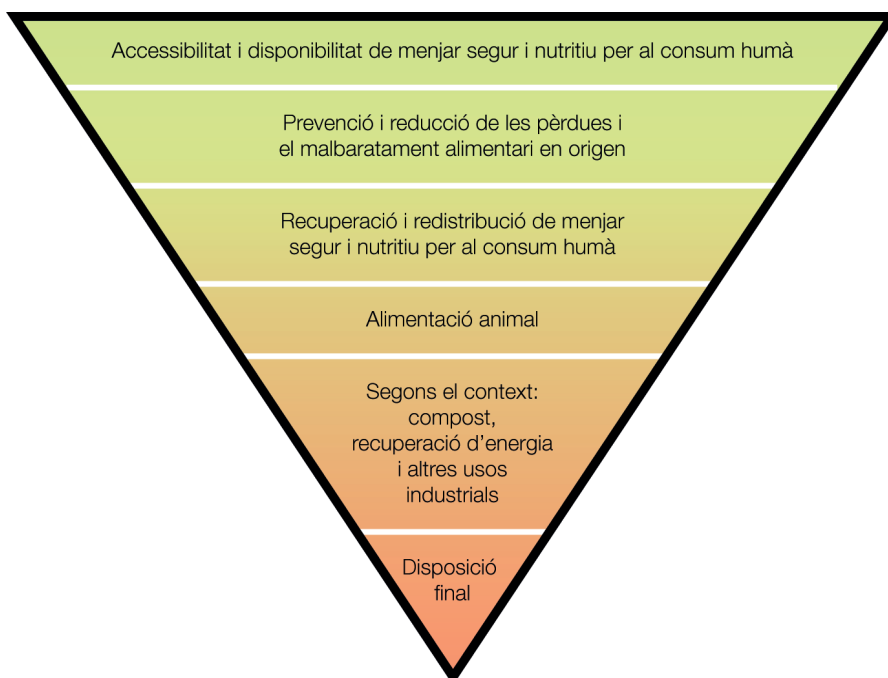 Accessibilitat i disponibilitat de menjar segur i nutritiu per al consum humà
Prevenció i reducció de les pèrdues i
el malbaratament alimentari en origen
Recuperació i redistribució de menjar
segur i nutritiu per al consum humà
Alimentació animal
Segons el context:
compost,
recuperació d’energia
i altres usos
industrials
Disposició
final